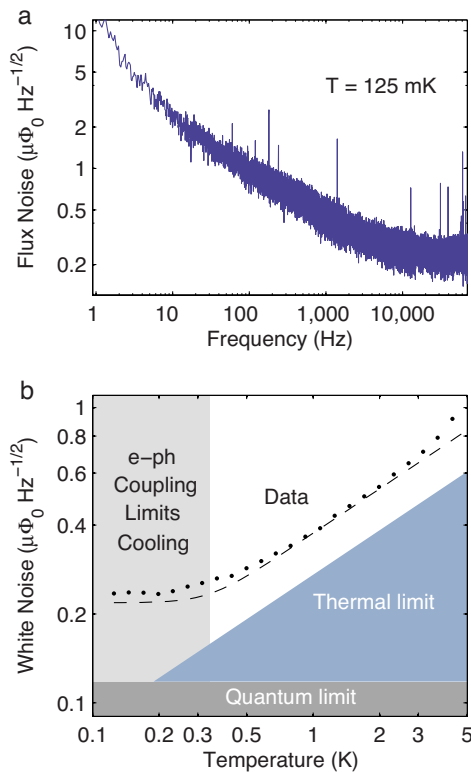 a
10
5
2
1
0.5
0.2
Flux Noise (μΦ₀ Hz⁻¹/²)
T = 125 mK
1
10
100
1,000
10,000
Frequency (Hz)
b
1
0.8
0.6
0.4
0.2
0.1
White Noise (μΦ₀ Hz⁻¹/²)
e-ph
Coupling
Limits
Cooling
Data
Thermal limit
Quantum limit
0.1
0.2
0.3
0.5
1
2
3
5
Temperature (K)